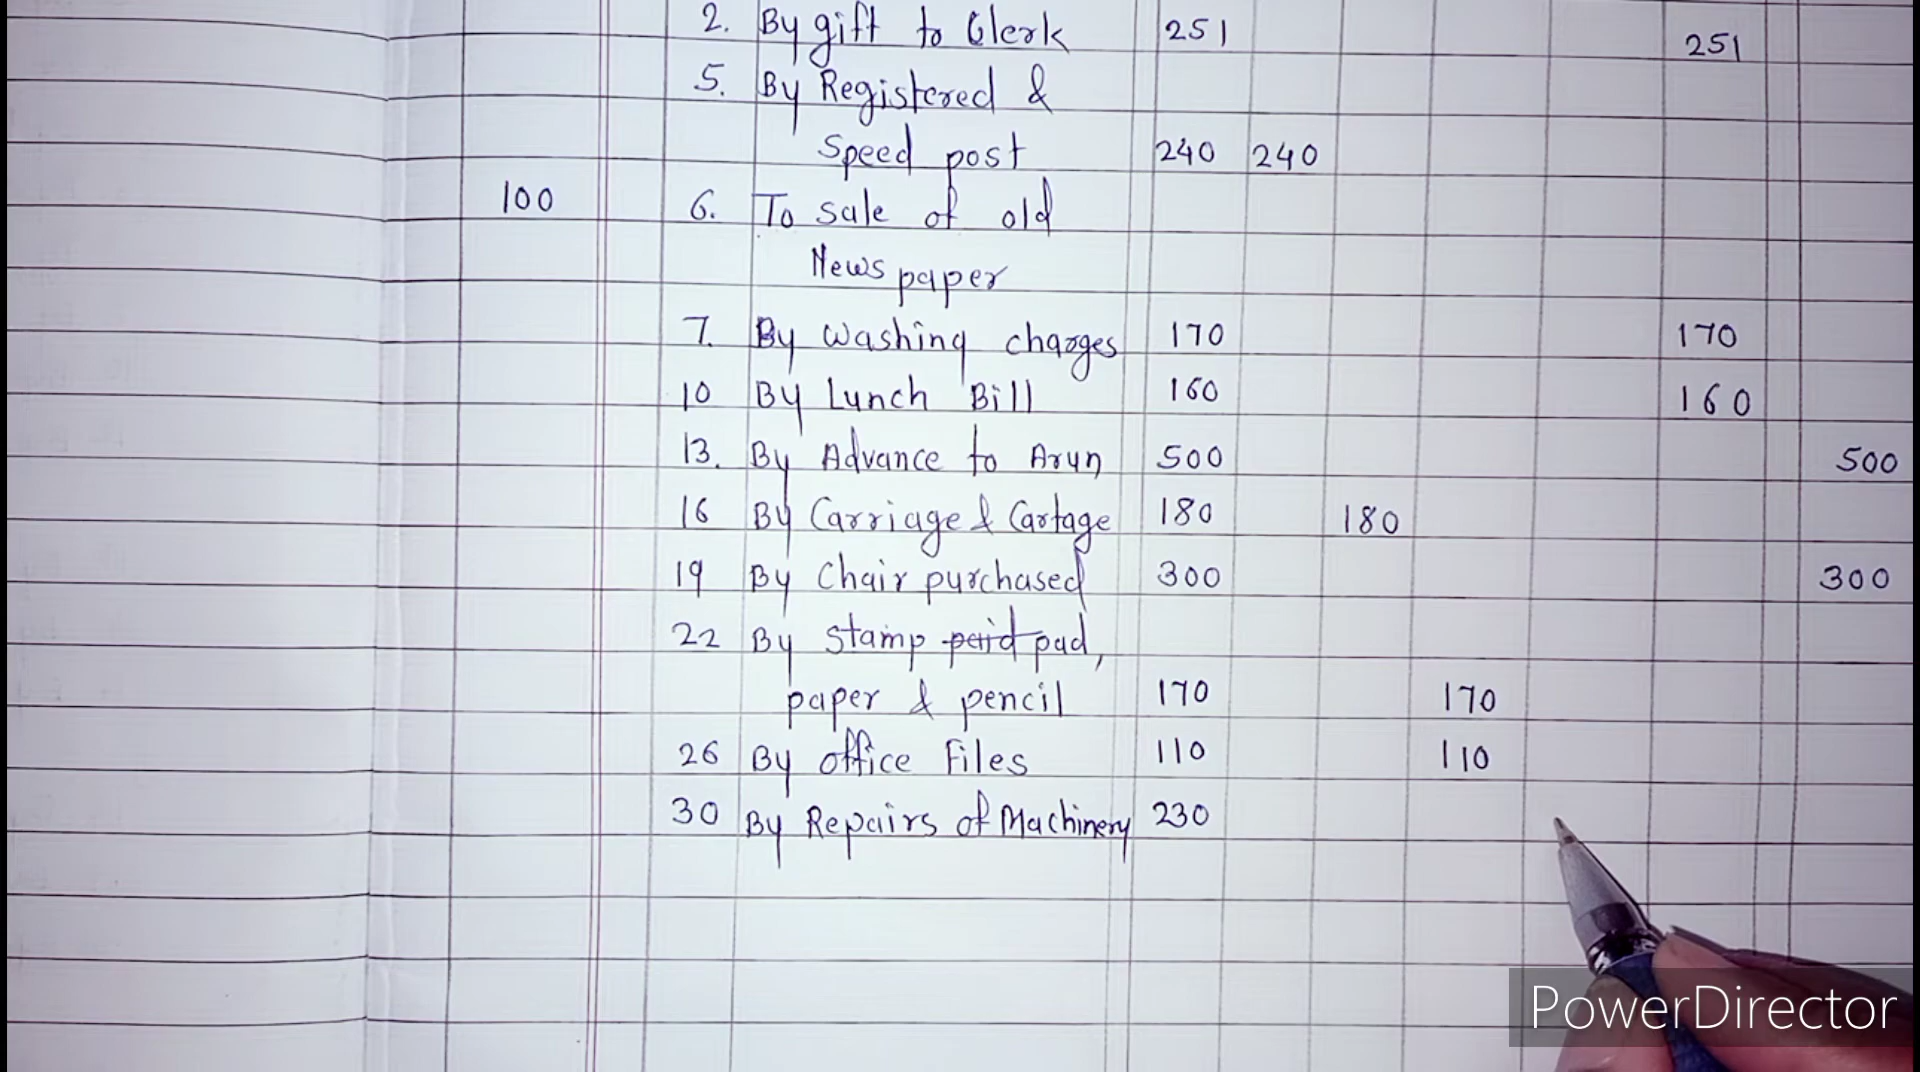 2. By gift to Clerk 251 251
5. By Registered &
Speed post 240 240
100 6. To sale of old
News paper
7. By Washing charges 170 170
10 By Lunch Bill 160 160
13. By Advance to Arun 500 500
16 By Carriage & Cartage 180 180
19 By Chair purchased 300 300
22 By Stamp paid pad,
paper & pencil 170 170
26 By office Files 110 110
30 By Repairs of Machinery 230
PowerDirector